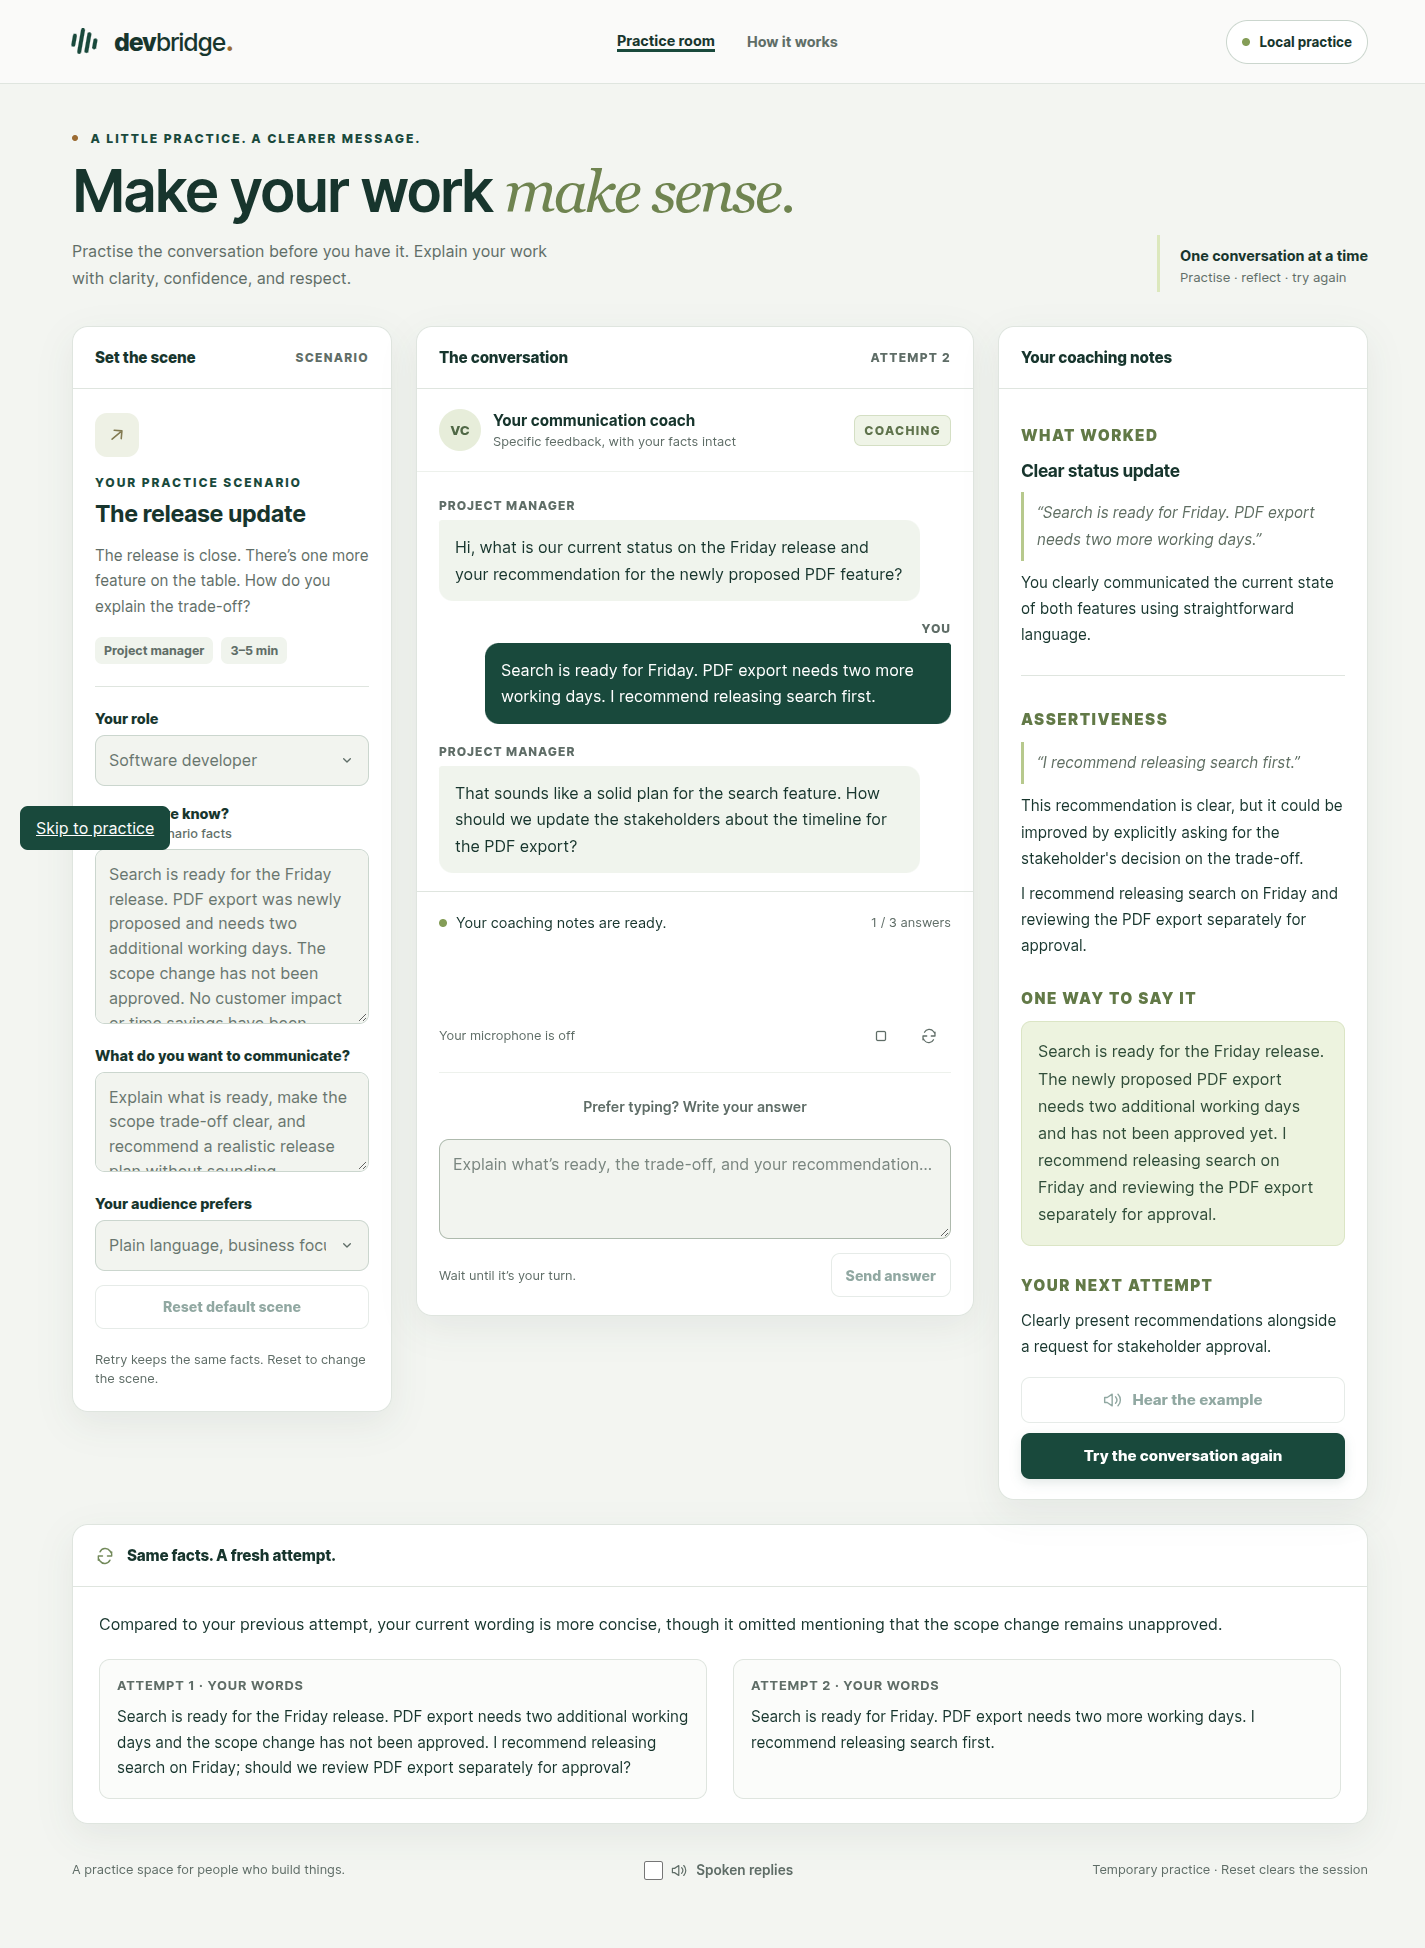 devbridge.
Practice room
How it works
Local practice
A LITTLE PRACTICE. A CLEARER MESSAGE.
Make your work make sense.
Practise the conversation before you have it. Explain your work
with clarity, confidence, and respect.
One conversation at a time
Practise · reflect · try again
Set the scene
SCENARIO
YOUR PRACTICE SCENARIO
The release update
The release is close. There’s one more
feature on the table. How do you
explain the trade-off?
Project manager
3–5 min
Your role
Software developer
Skip to practice
know?
facts
Search is ready for the Friday
release. PDF export was newly
proposed and needs two
additional working days. The
scope change has not been
approved. No customer impact
or time savings have been
What do you want to communicate?
Explain what is ready, make the
scope trade-off clear, and
recommend a realistic release
plan without sounding
Your audience prefers
Plain language, business
Reset default scene
Retry keeps the same facts. Reset to change
the scene.
The conversation
ATTEMPT 2
VC
Your communication coach
Specific feedback, with your facts intact
COACHING
PROJECT MANAGER
Hi, what is our current status on the Friday release and
your recommendation for the newly proposed PDF feature?
YOU
Search is ready for Friday. PDF export needs two more
working days. I recommend releasing search first.
PROJECT MANAGER
That sounds like a solid plan for the search feature. How
should we update the stakeholders about the timeline for
the PDF export?
Your coaching notes are ready.
1 / 3 answers
Your microphone is off
Prefer typing? Write your answer
Explain what’s ready, the trade-off, and your recommendation…
Wait until it’s your turn.
Send answer
Your coaching notes
WHAT WORKED
Clear status update
“Search is ready for Friday. PDF export
needs two more working days.”
You clearly communicated the current state
of both features using straightforward
language.
ASSERTIVENESS
“I recommend releasing search first.”
This recommendation is clear, but it could be
improved by explicitly asking for the
stakeholder's decision on the trade-off.
I recommend releasing search on Friday and
reviewing the PDF export separately for
approval.
ONE WAY TO SAY IT
Search is ready for the Friday release.
The newly proposed PDF export
needs two additional working days
and has not been approved yet. I
recommend releasing search on
Friday and reviewing the PDF export
separately for approval.
YOUR NEXT ATTEMPT
Clearly present recommendations alongside
a request for stakeholder approval.
Hear the example
Try the conversation again
Same facts. A fresh attempt.
Compared to your previous attempt, your current wording is more concise, though it omitted mentioning that the scope change remains unapproved.
ATTEMPT 1 · YOUR WORDS
Search is ready for the Friday release. PDF export needs two additional working
days and the scope change has not been approved. I recommend releasing
search on Friday; should we review PDF export separately for approval?
ATTEMPT 2 · YOUR WORDS
Search is ready for Friday. PDF export needs two more working days. I
recommend releasing search first.
A practice space for people who build things.
Spoken replies
Temporary practice · Reset clears the session